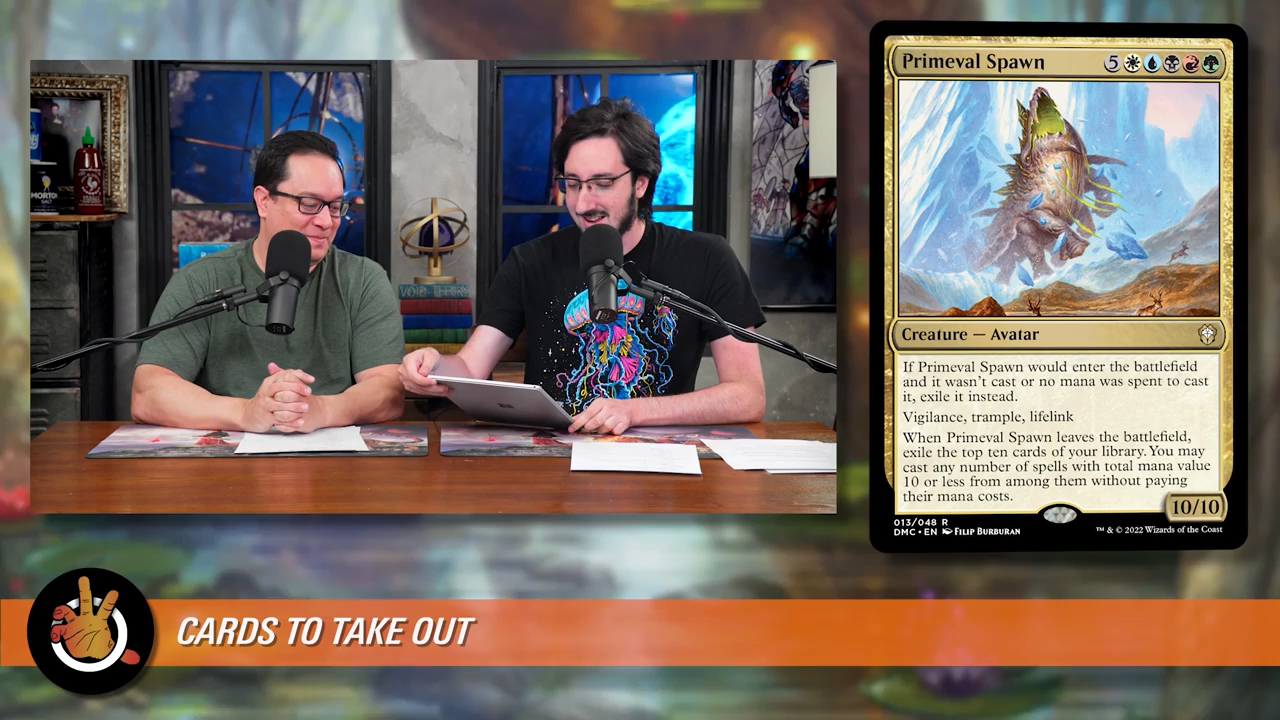 Primeval Spawn
5
Creature — Avatar
If Primeval Spawn would enter the battlefield
and it wasn't cast or no mana was spent to cast
it, exile it instead.
Vigilance, trample, lifelink
When Primeval Spawn leaves the battlefield,
exile the top ten cards of your library. You may
cast any number of spells with total mana value
10 or less from among them without paying
their mana costs.
10/10
013/048 R
DMC • EN FILIP BURBURAN
™ & © 2022 Wizards of the Coast
MORTO
SALT
CARDS TO TAKE OUT